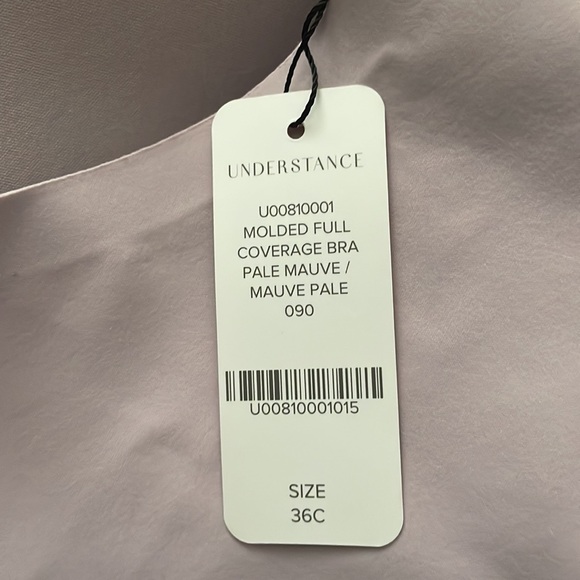 UNDERSTANCE
U00810001
MOLDED FULL
COVERAGE BRA
PALE MAUVE /
MAUVE PALE
090
U00810001015
SIZE
36C